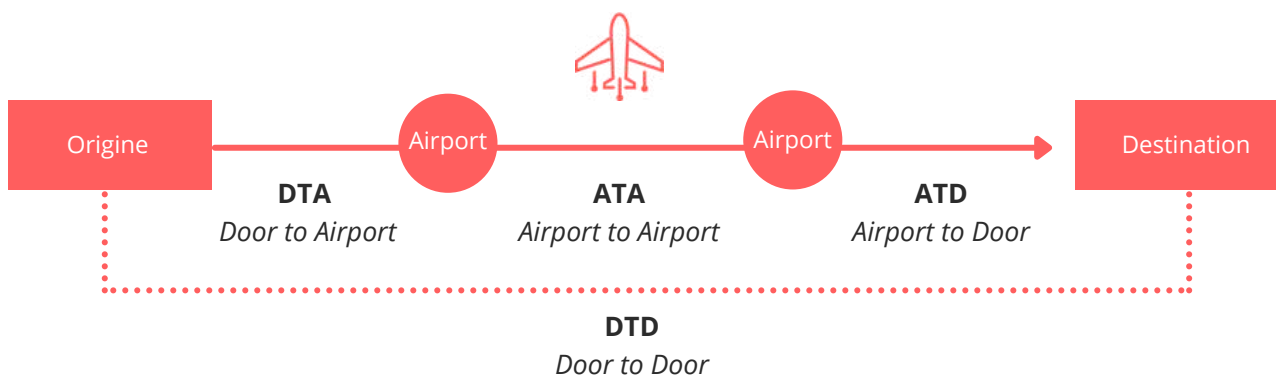 Origine
Airport
Airport
Destination
DTA
Door to Airport
ATA
Airport to Airport
ATD
Airport to Door
DTD
Door to Door